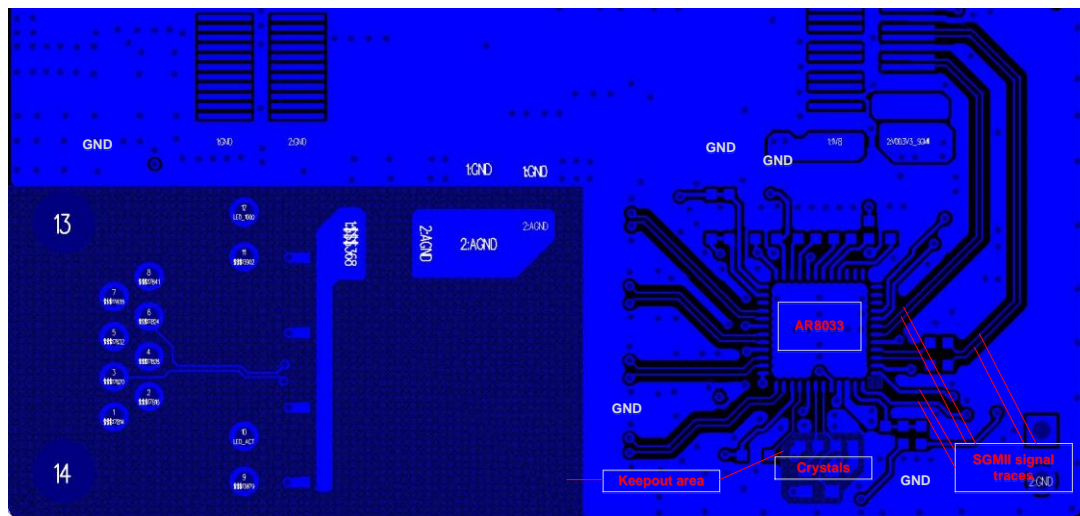 GND
1:GND
2:GND
1:GND
1:GND
GND
GND
1:1V8
2:VDD3V3_SGMII
13
12
LED_1000
11
8
7
6
5
4
3
2
1
10
LED_ACT
9
14
2:AGND
2:AGND
2:AGND
AR8033
GND
Keepout area
Crystals
GND
SGMII signal
traces
2:GND